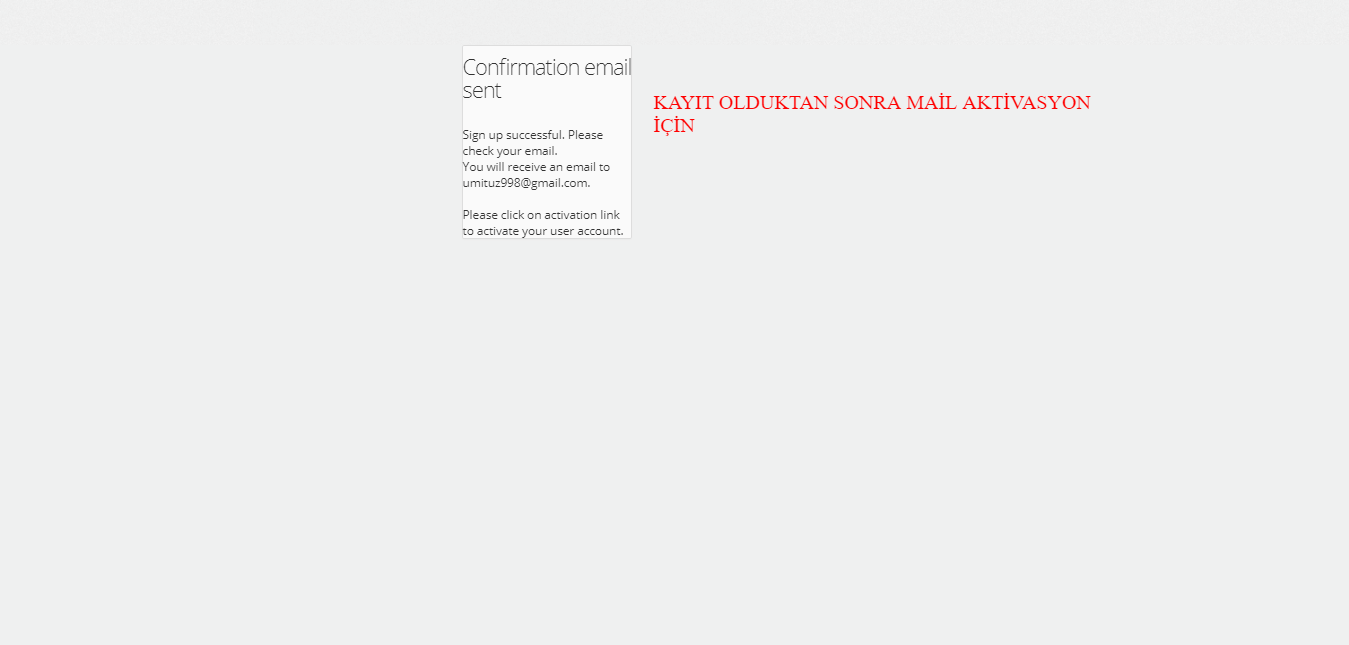 Confirmation email
sent
Sign up successful. Please
check your email.
You will receive an email to
umituz998@gmail.com.
Please click on activation link
to activate your user account.
KAYIT OLDUKTAN SONRA MAİL AKTİVASYON
İÇİN